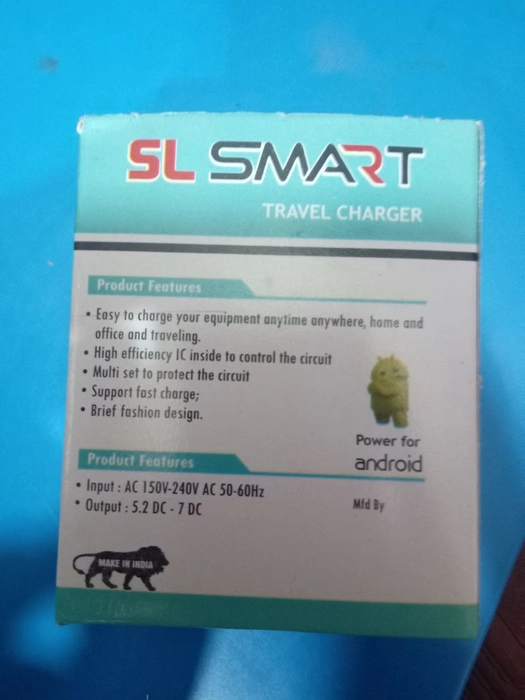 SL SMART
TRAVEL CHARGER
Product Features
• Easy to charge your equipment anytime anywhere, home and
office and traveling.
• High efficiency IC inside to control the circuit
• Multi set to protect the circuit
• Support fast charge;
• Brief fashion design.
Power for
android
Product Features
• Input : AC 150V-240V AC 50-60Hz
• Output : 5.2 DC - 7 DC
Mfd By
MAKE IN INDIA